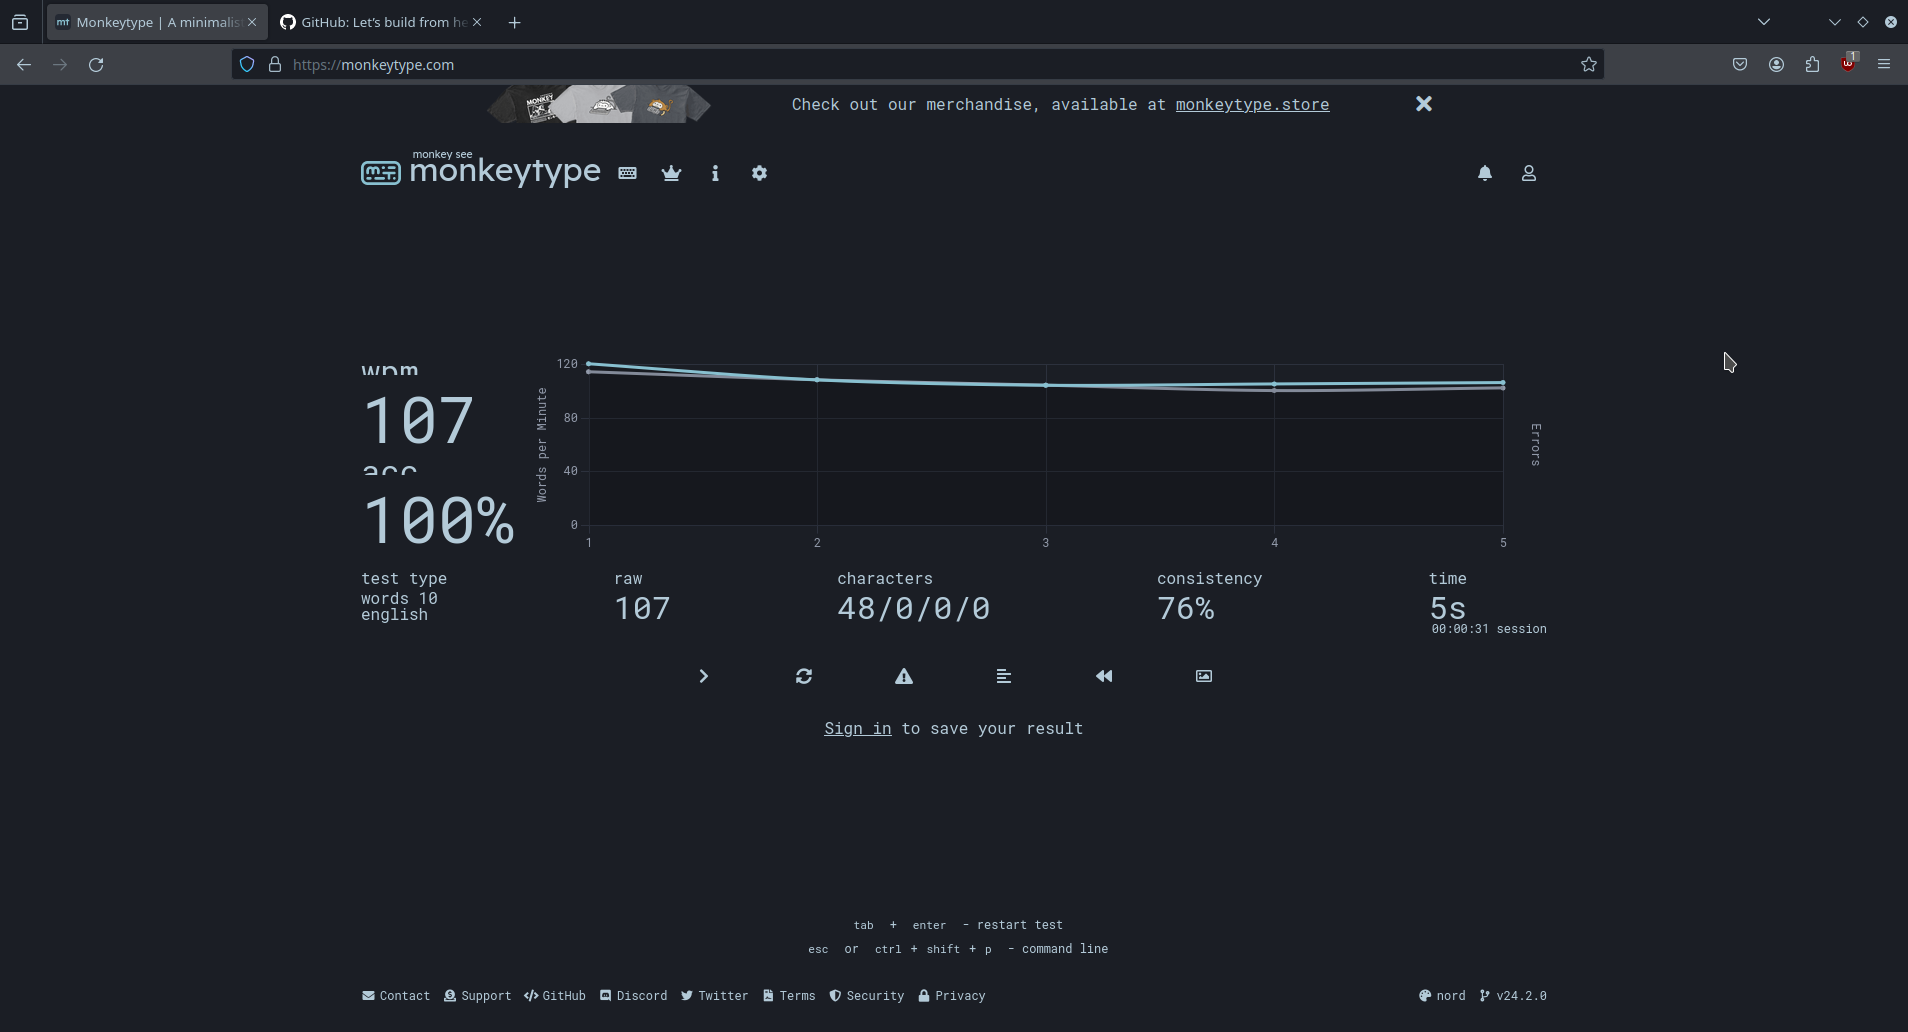 Monkeytype | A minimalis
GitHub: Let's build from he
https://monkeytype.com
1
MONKEY
Check out our merchandise, available at monkeytype.store
monkey see
monkeytype
wpm
107
acc
100%
Words per Minute
120
80
40
0
1 2 3 4 5
Errors
test type
words 10
english
raw
107
characters
48/0/0/0
consistency
76%
time
5s
00:00:31 session
Sign in to save your result
tab + enter - restart test
esc or ctrl + shift + p - command line
Contact Support GitHub Discord Twitter Terms Security Privacy
nord v24.2.0